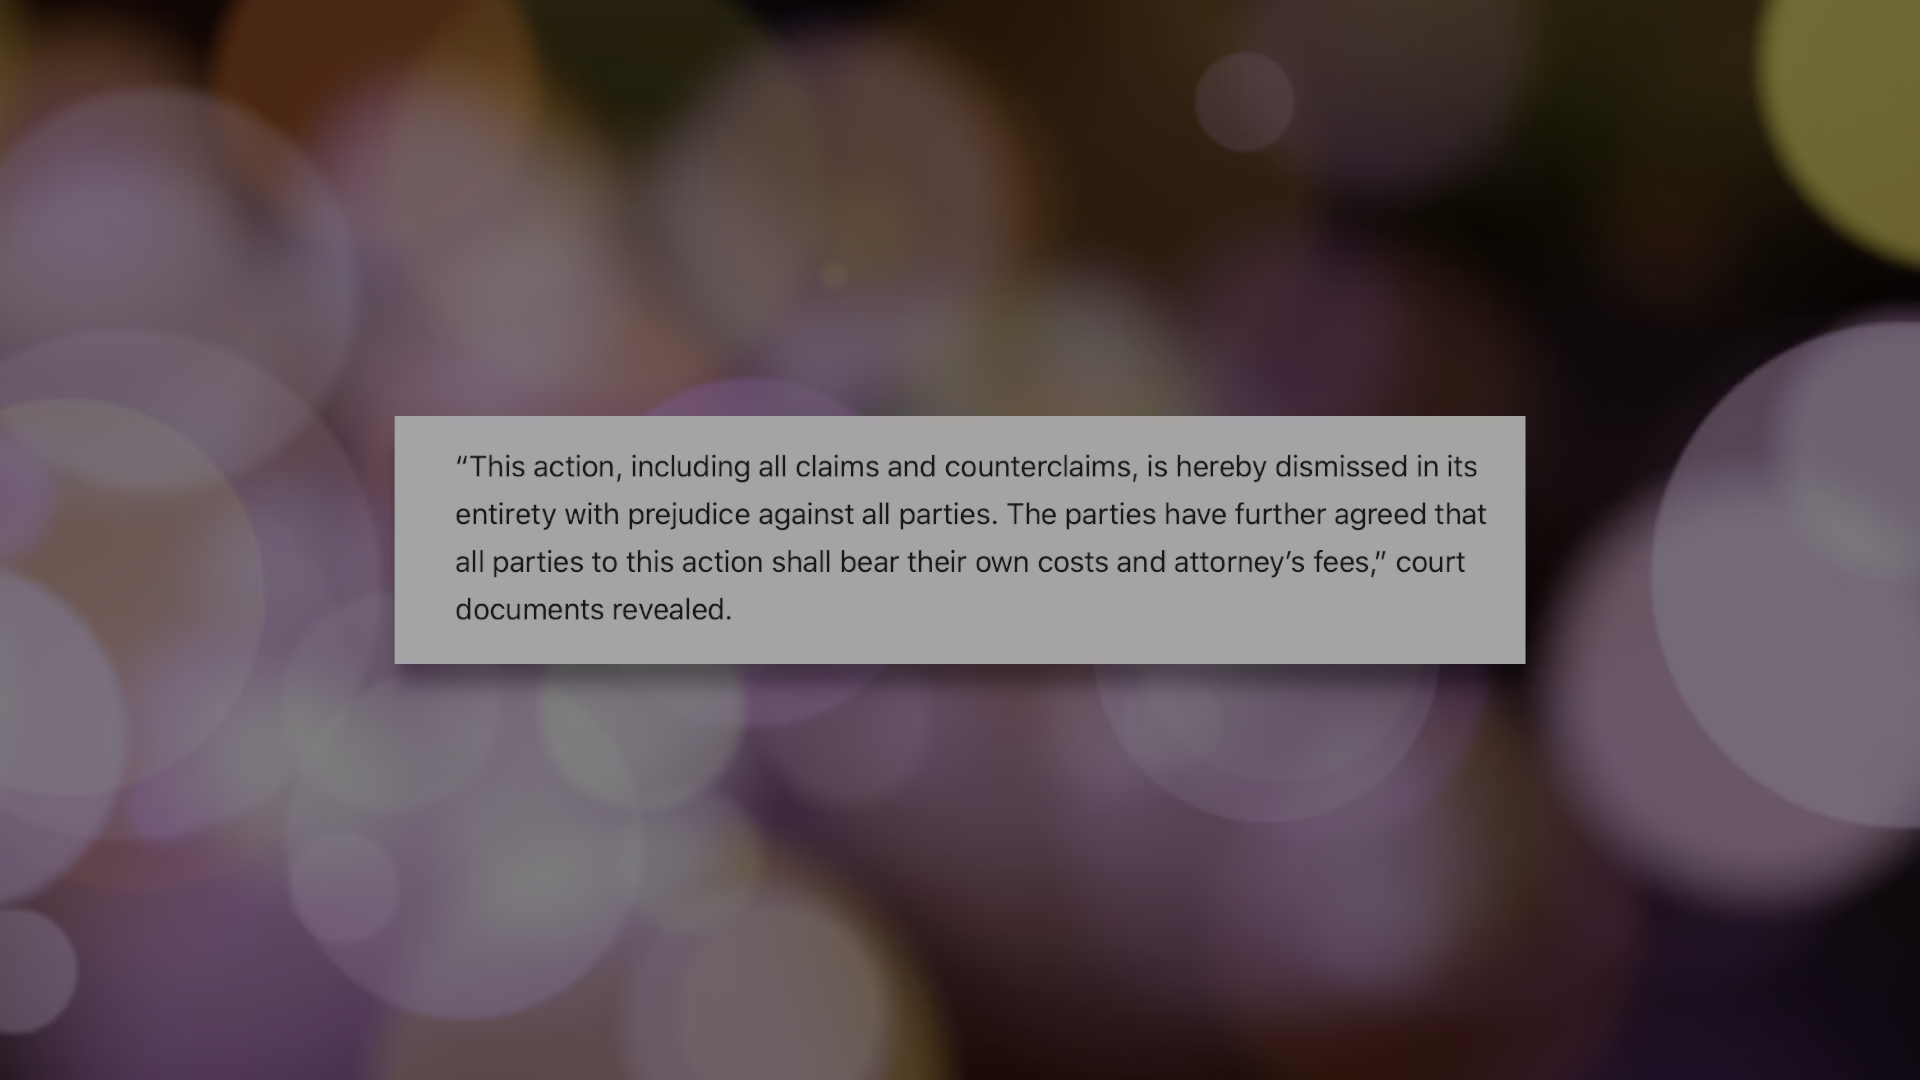 “This action, including all claims and counterclaims, is hereby dismissed in its
entirety with prejudice against all parties. The parties have further agreed that
all parties to this action shall bear their own costs and attorney’s fees,” court
documents revealed.